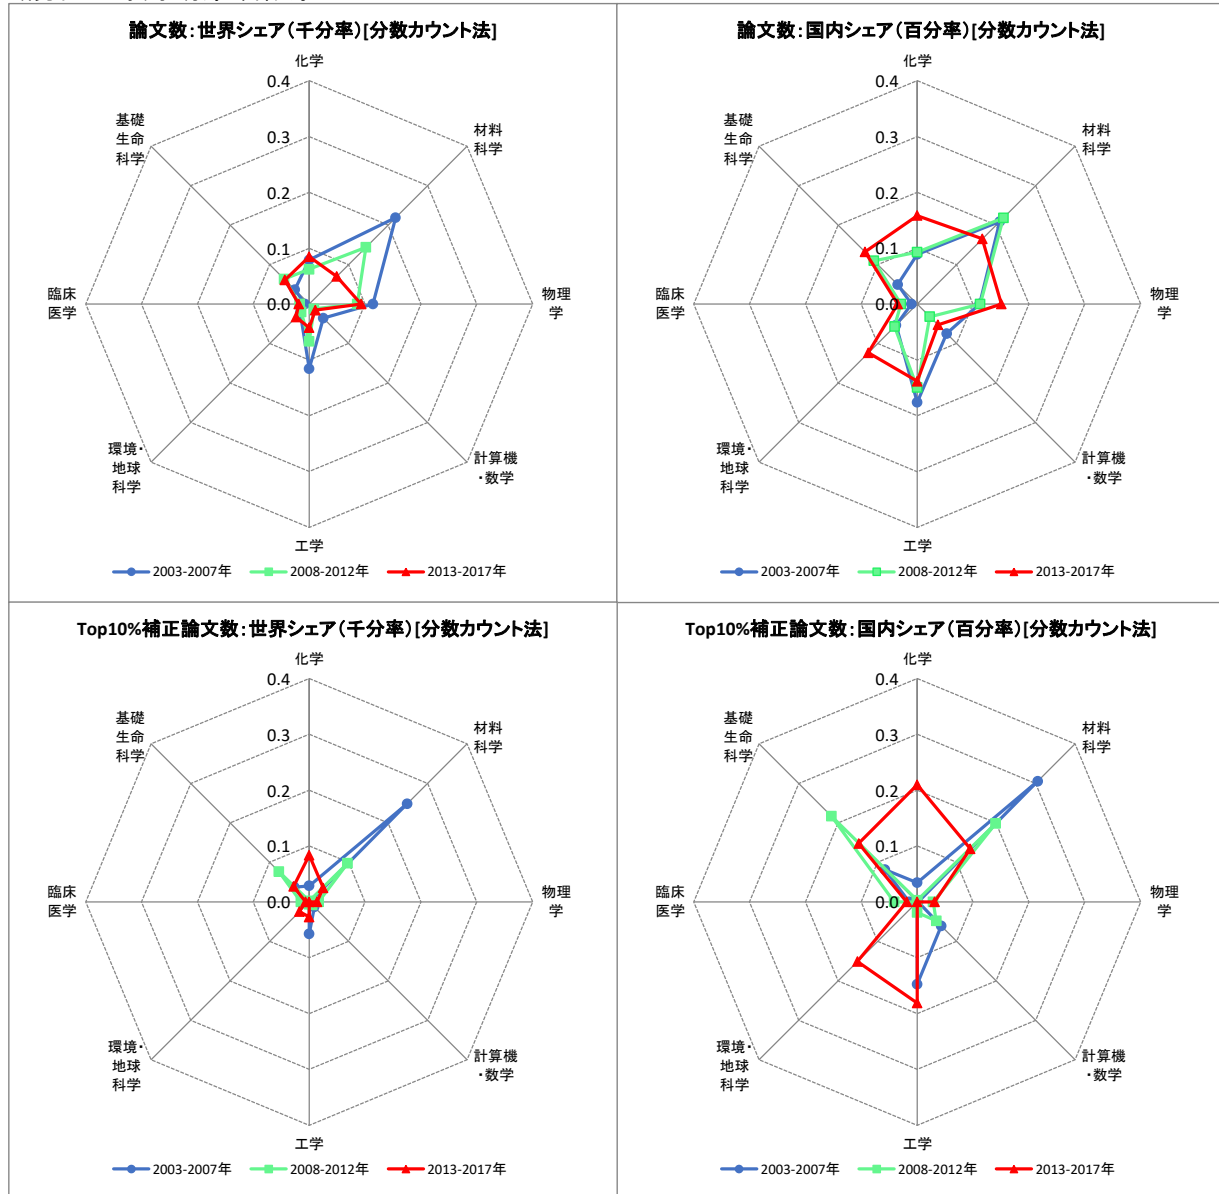 論文数：世界シェア（千分率）[分数カウント法]
化学
0.4
0.3
0.2
0.1
0.0
材料
科学
物理
学
計算機
・数学
工学
環境・
地球
科学
臨床
医学
基礎
生命
科学
2003-2007年 2008-2012年 2013-2017年
論文数：国内シェア（百分率）[分数カウント法]
化学
0.4
0.3
0.2
0.1
0.0
材料
科学
物理
学
計算機
・数学
工学
環境・
地球
科学
臨床
医学
基礎
生命
科学
2003-2007年 2008-2012年 2013-2017年
Top10%補正論文数：世界シェア（千分率）[分数カウント法]
化学
0.4
0.3
0.2
0.1
0.0
材料
科学
物理
学
計算機
・数学
工学
環境・
地球
科学
臨床
医学
基礎
生命
科学
2003-2007年 2008-2012年 2013-2017年
Top10%補正論文数：国内シェア（百分率）[分数カウント法]
化学
0.4
0.3
0.2
0.1
0.0
材料
科学
物理
学
計算機
・数学
工学
環境・
地球
科学
臨床
医学
基礎
生命
科学
2003-2007年 2008-2012年 2013-2017年